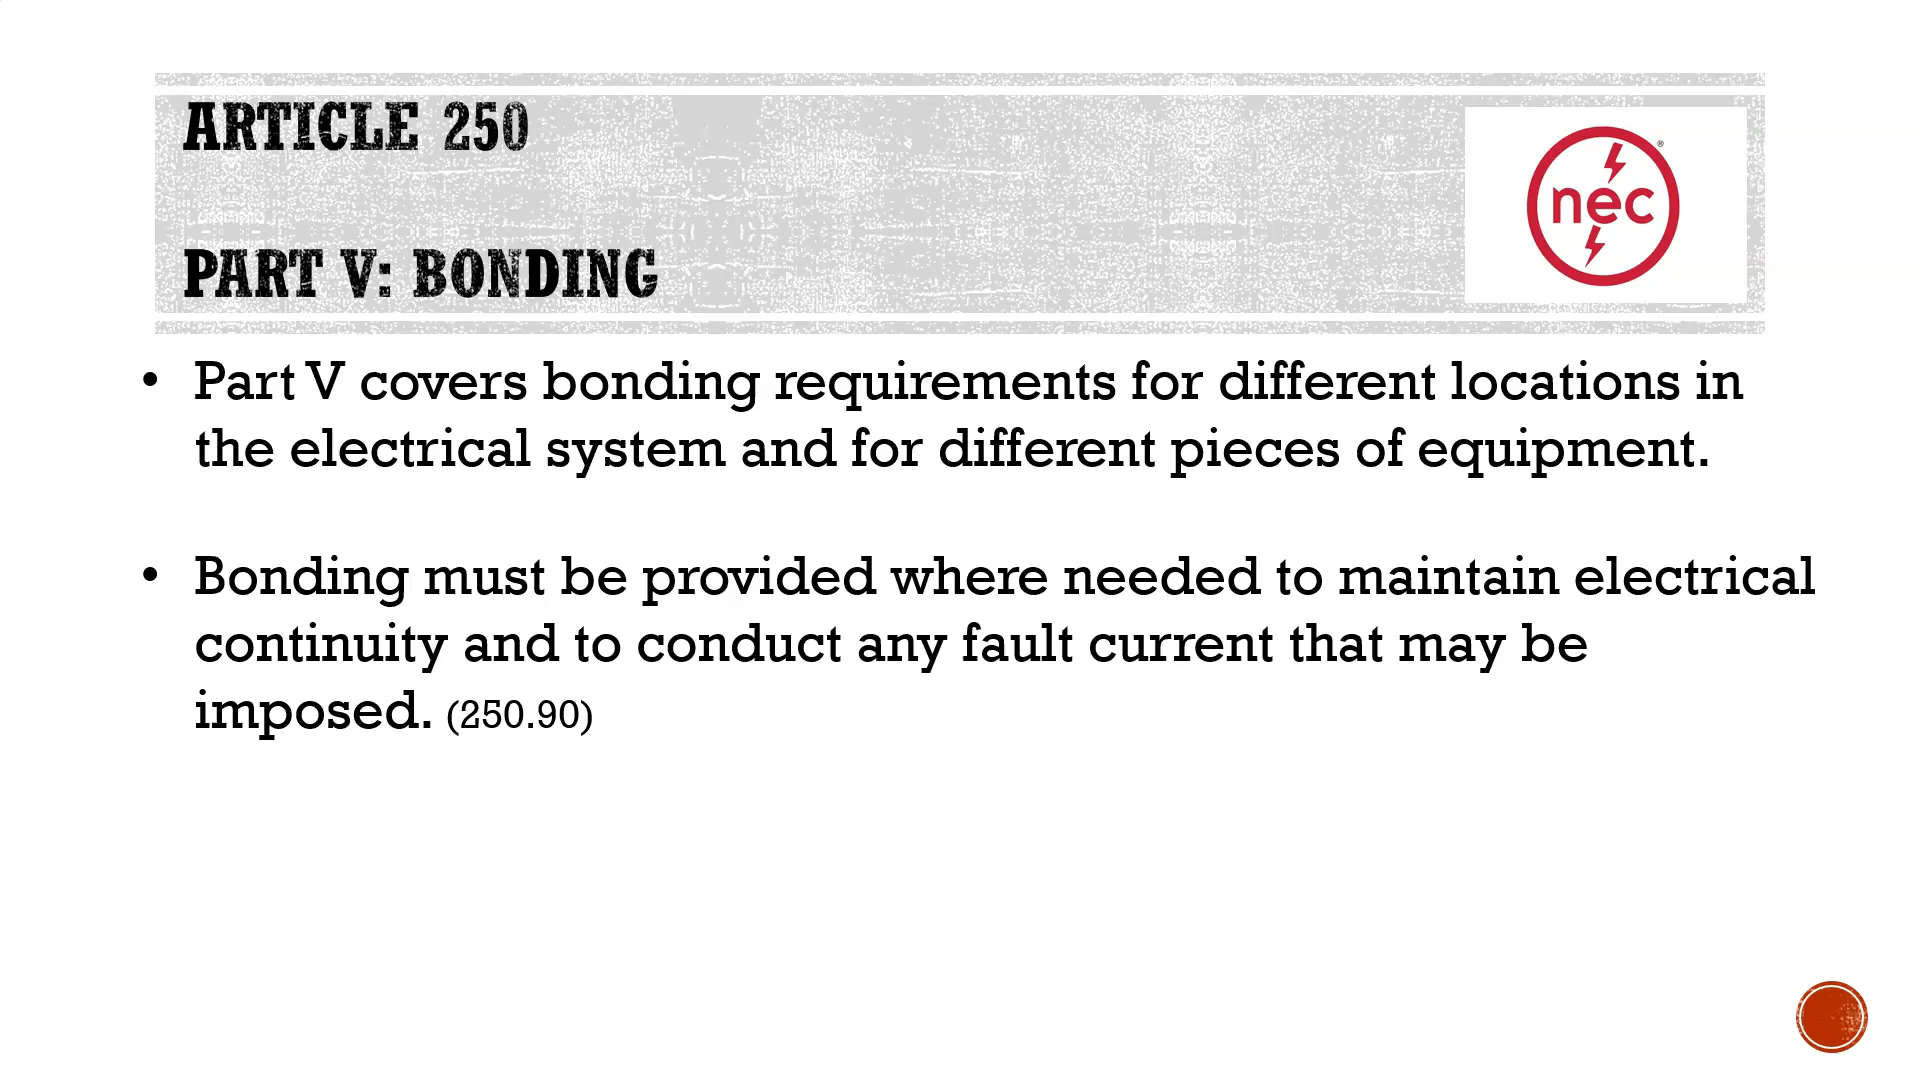 ARTICLE 250
PART V: BONDING
nec®
• Part V covers bonding requirements for different locations in
the electrical system and for different pieces of equipment.
• Bonding must be provided where needed to maintain electrical
continuity and to conduct any fault current that may be
imposed. (250.90)